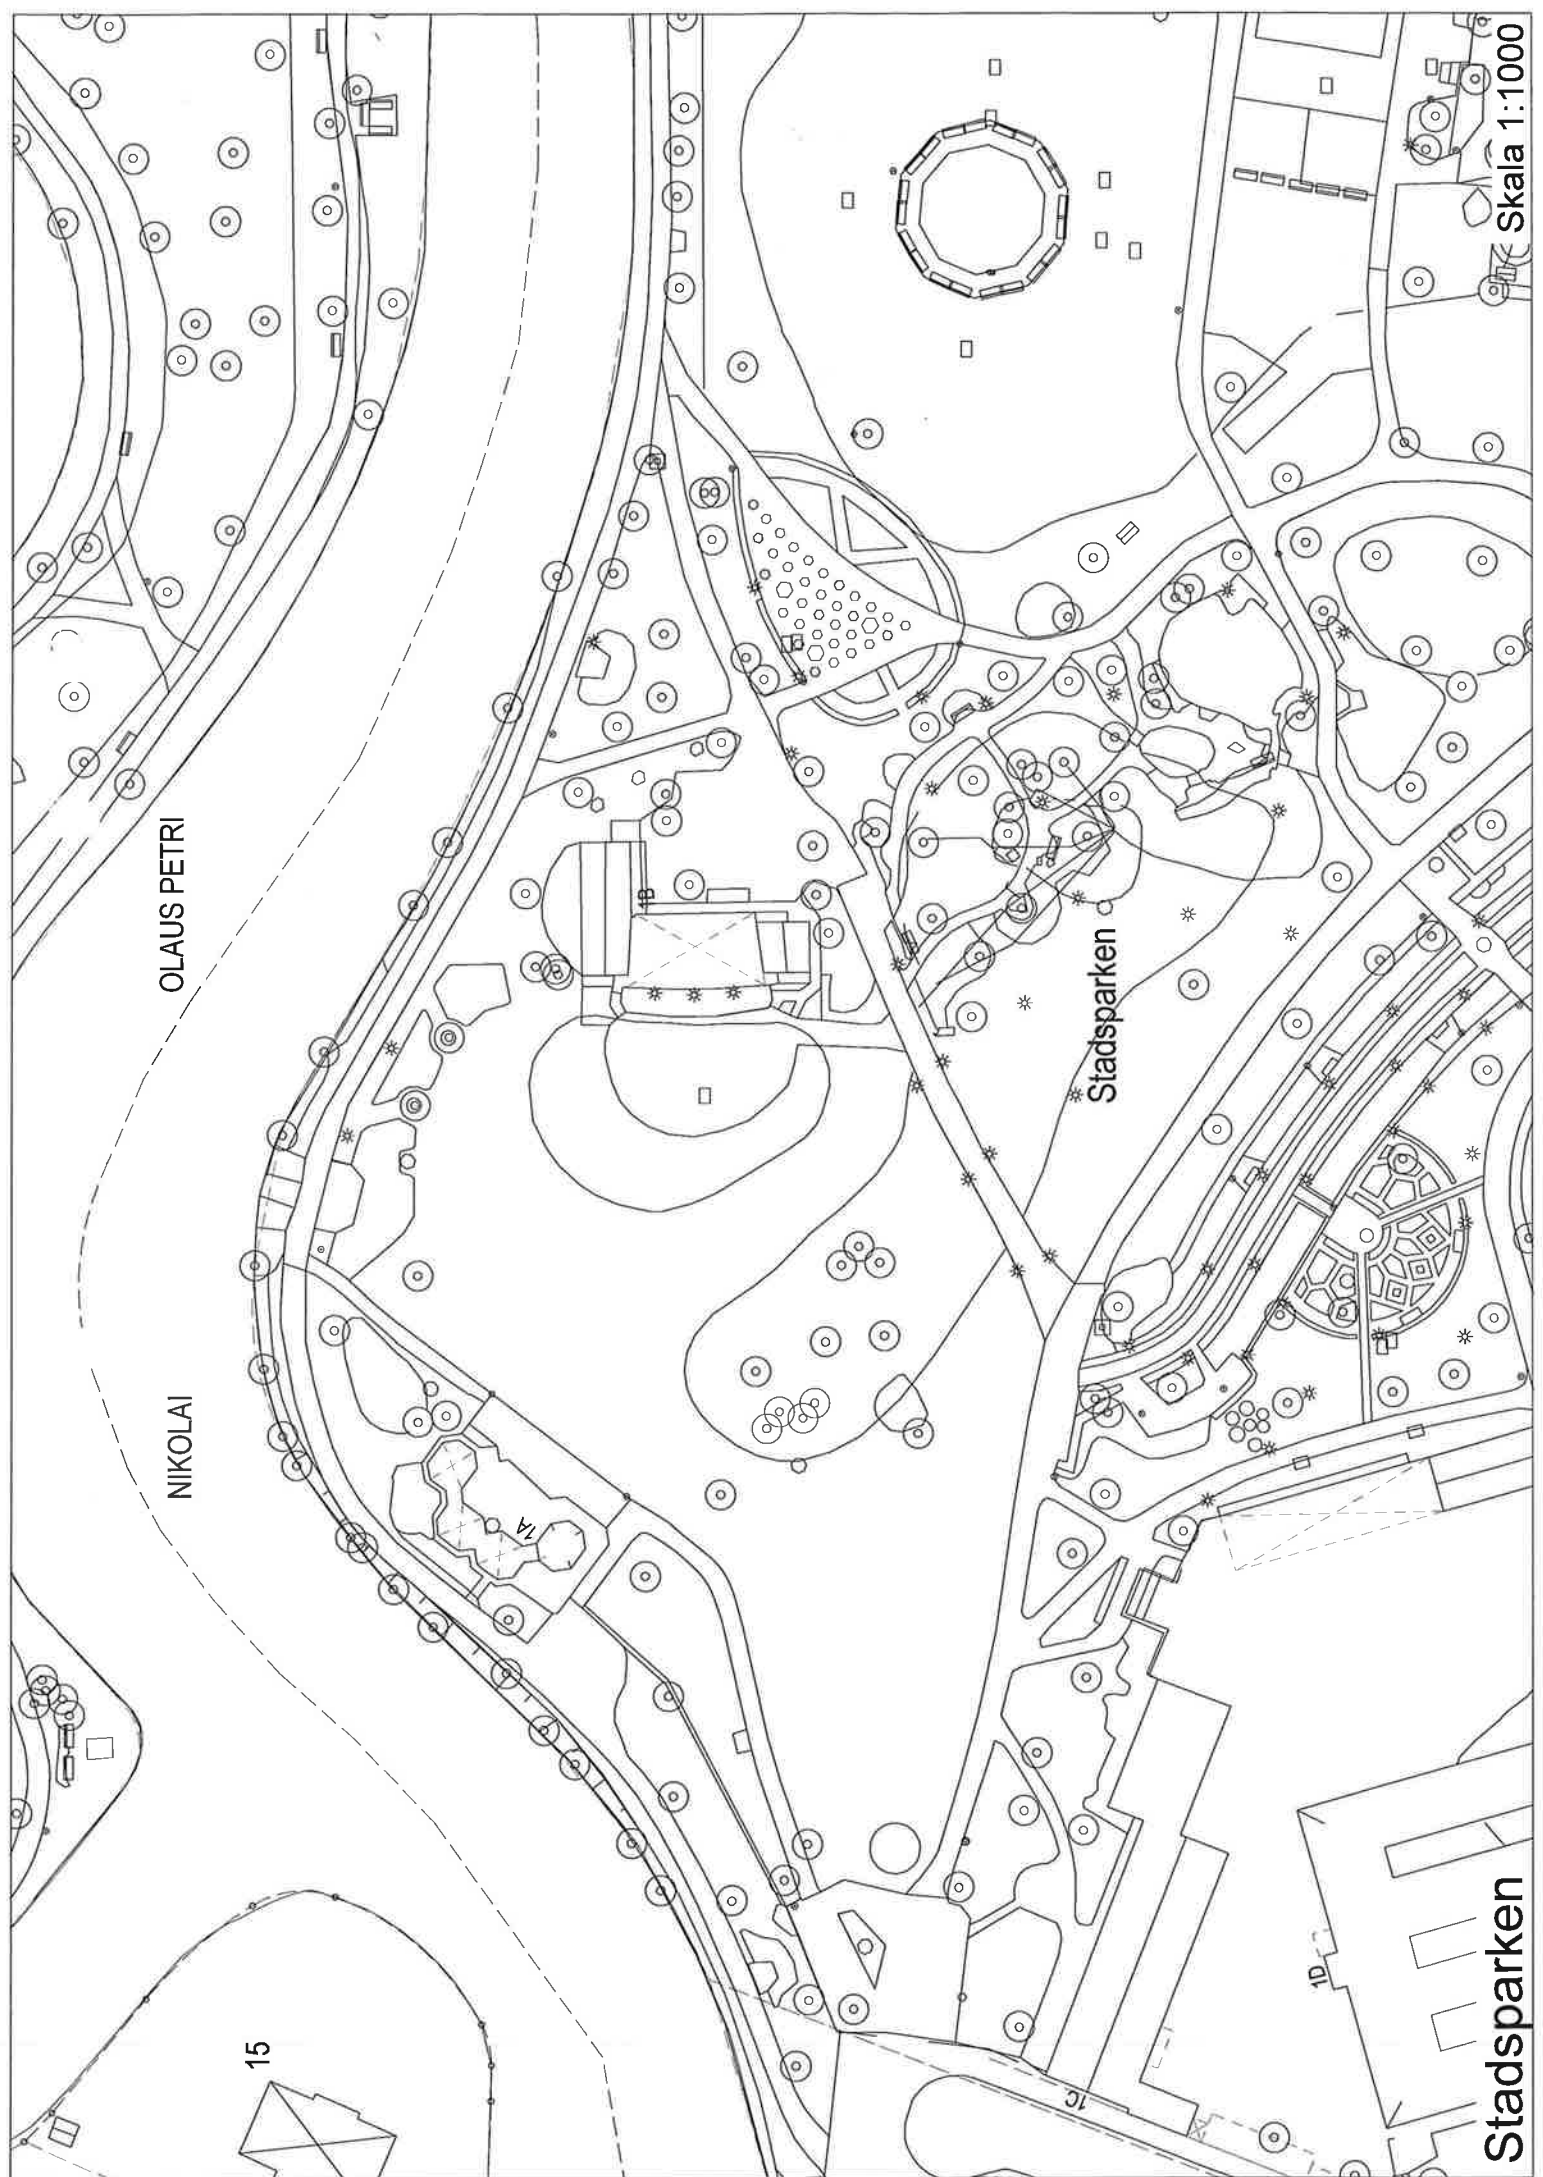 OLAUS PETRI
NIKOLAI
1B
Stadsparken
1A
15
1C
1D
Stadsparken
Skala 1:1000